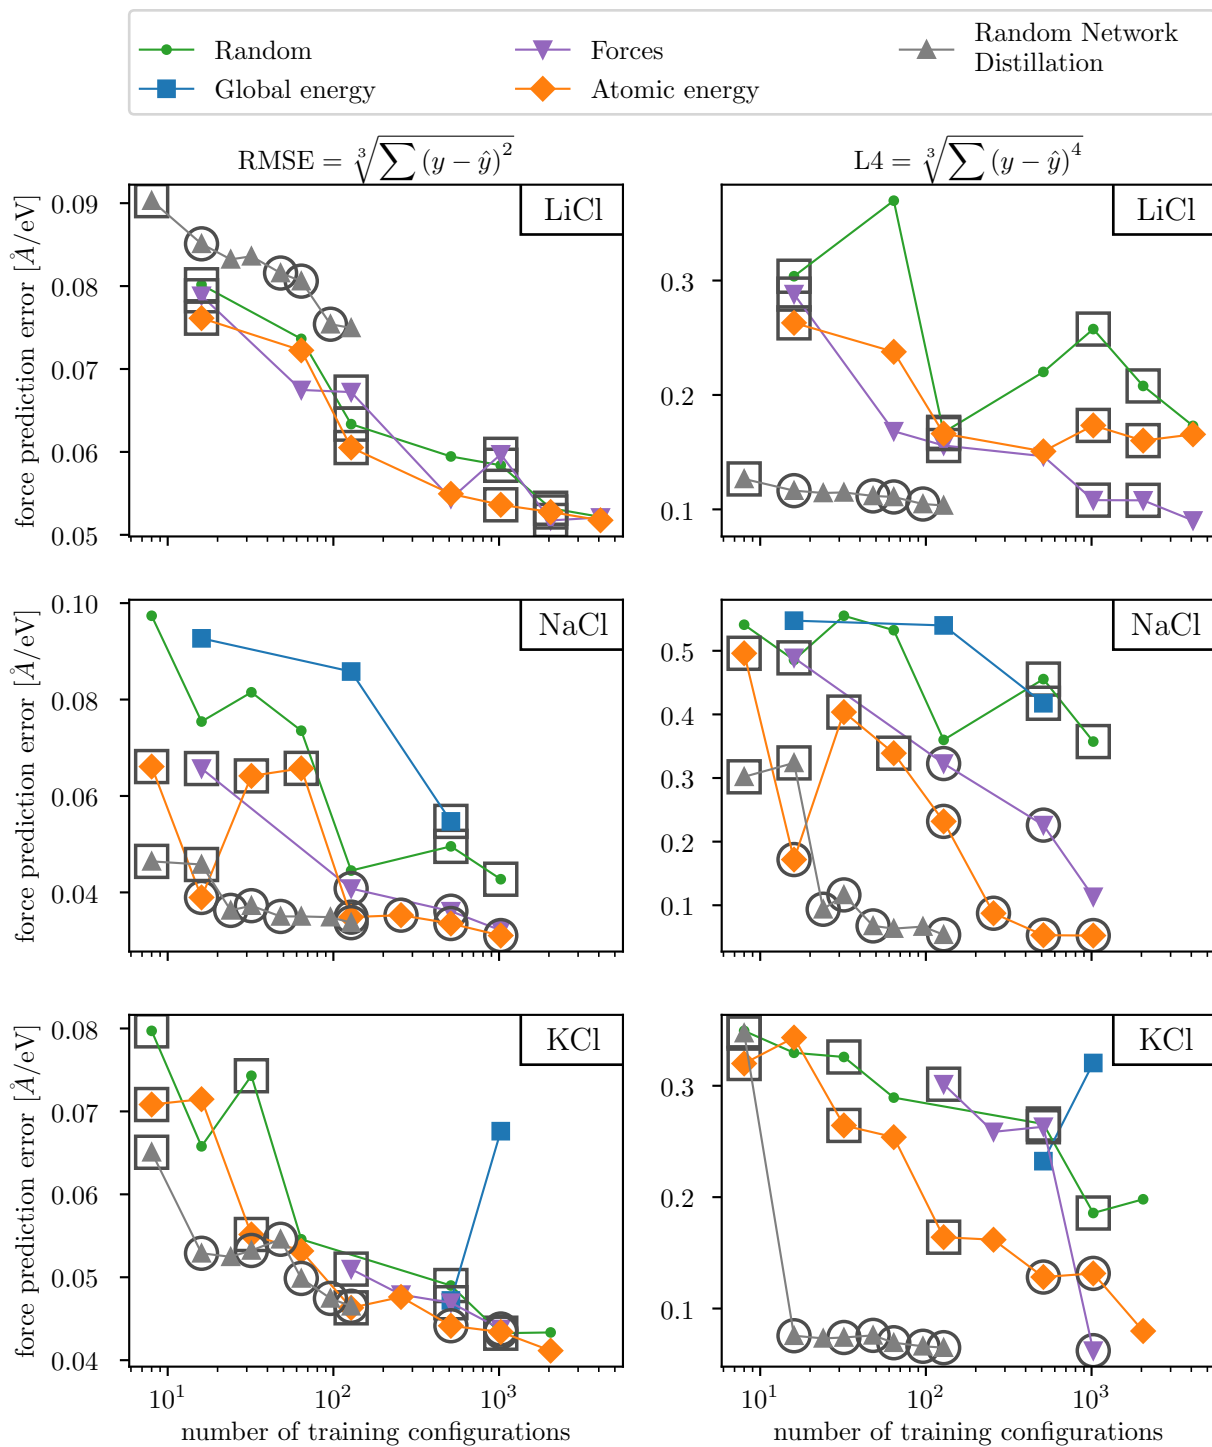 Random
Global energy
Forces
Atomic energy
Random Network
Distillation
RMSE = ∛∑ (y − ŷ)²
L4 = ∛∑ (y − ŷ)⁴
force prediction error [Å/eV]
0.09
0.08
0.07
0.06
0.05
LiCl
0.3
0.2
0.1
LiCl
force prediction error [Å/eV]
0.10
0.08
0.06
0.04
NaCl
0.5
0.4
0.3
0.2
0.1
NaCl
force prediction error [Å/eV]
0.08
0.07
0.06
0.05
0.04
KCl
0.3
0.2
0.1
KCl
10¹ 10² 10³
number of training configurations
10¹ 10² 10³
number of training configurations